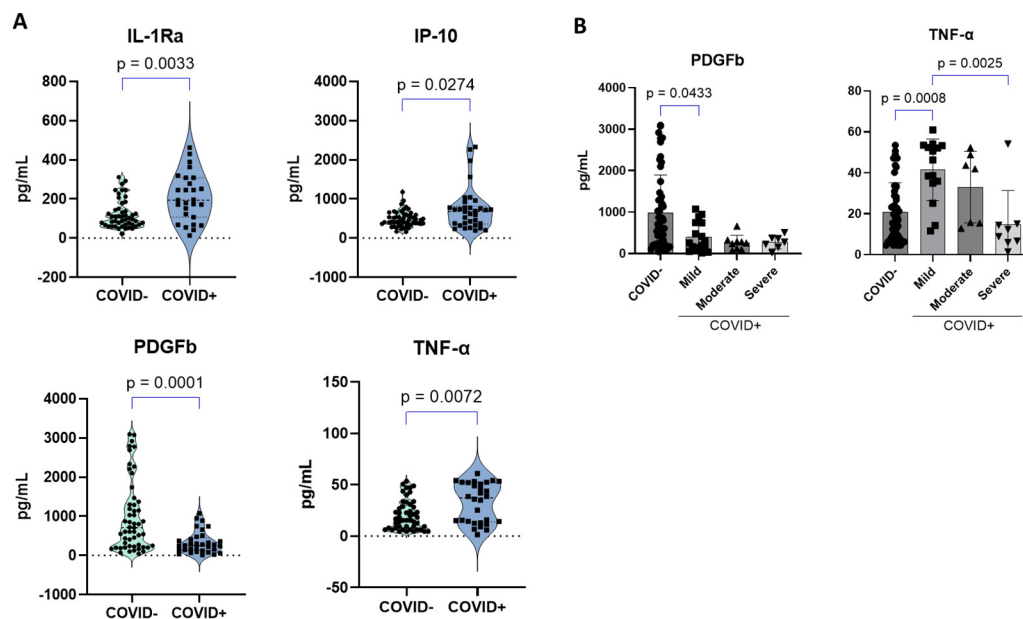 A
IL-1Ra
p = 0.0033
800
600
400
200
0
-200
pg/mL
COVID- COVID+
IP-10
p = 0.0274
4000
3000
2000
1000
0
-1000
pg/mL
COVID- COVID+
PDGFb
p = 0.0001
4000
3000
2000
1000
0
-1000
pg/mL
COVID- COVID+
TNF-α
p = 0.0072
150
100
50
0
-50
pg/mL
COVID- COVID+
B
PDGFb
p = 0.0433
4000
3000
2000
1000
0
pg/mL
COVID- Mild Moderate Severe
COVID+
TNF-α
p = 0.0025
p = 0.0008
80
60
40
20
0
pg/mL
COVID- Mild Moderate Severe
COVID+